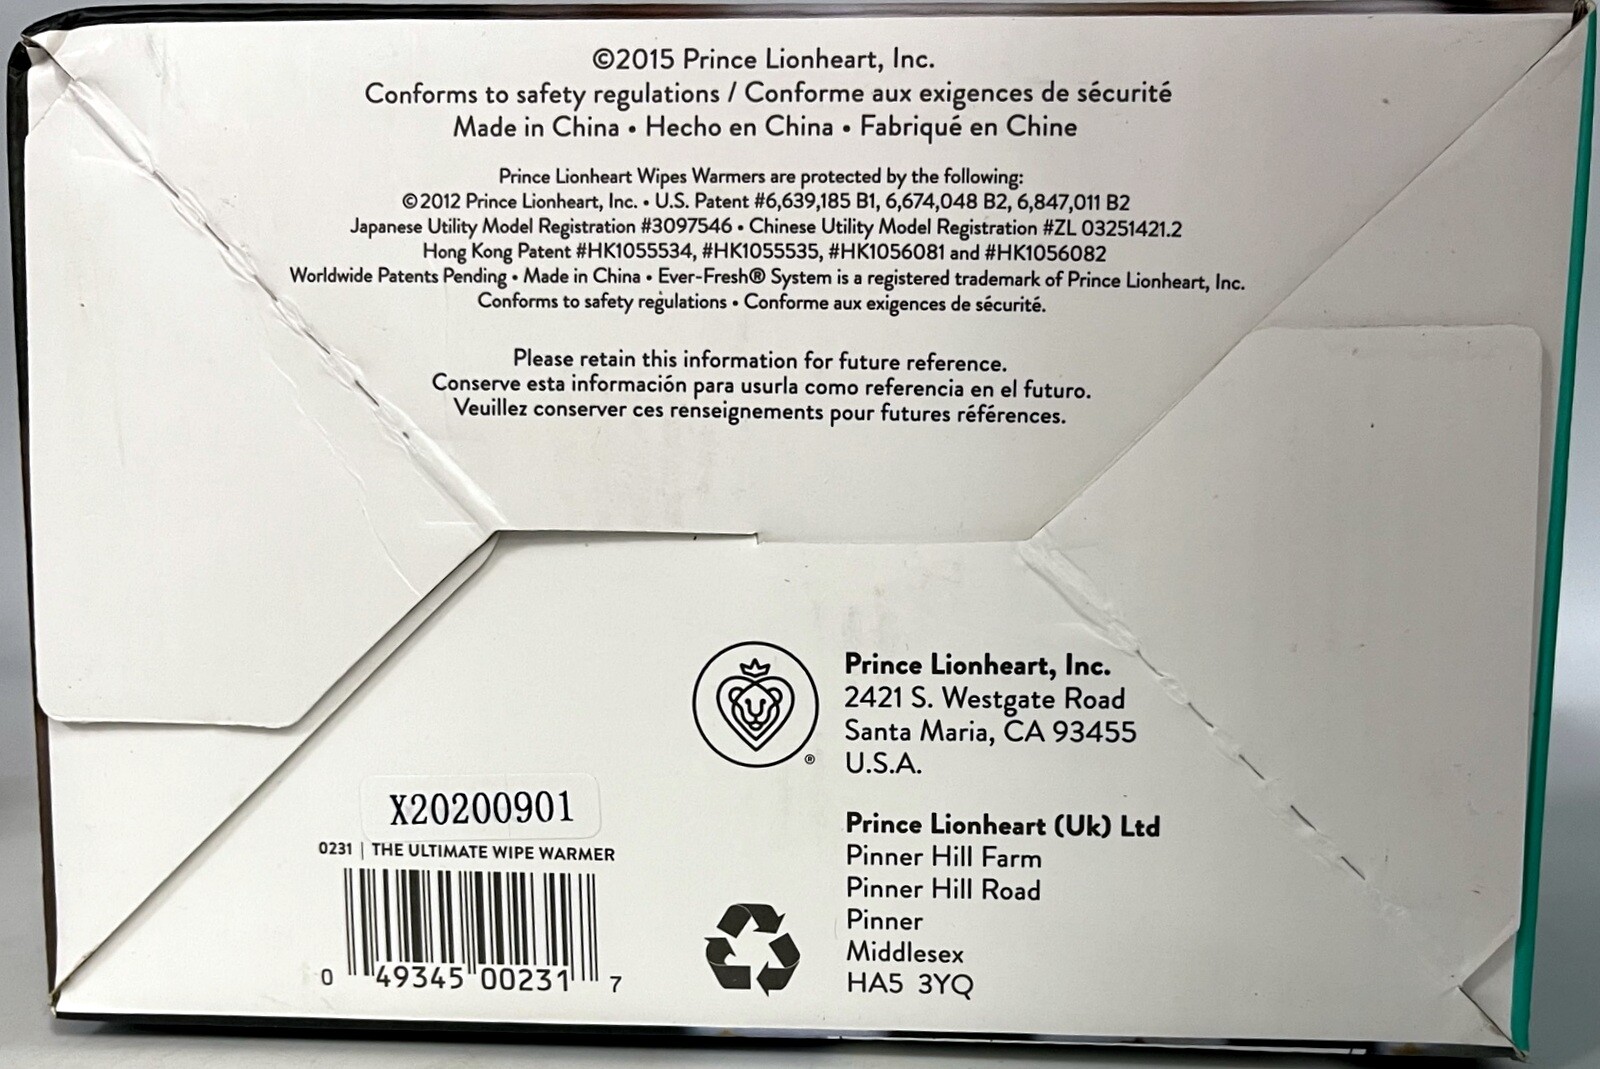 ©2015 Prince Lionheart, Inc.
Conforms to safety regulations / Conforme aux exigences de sécurité
Made in China • Hecho en China • Fabriqué en Chine
Prince Lionheart Wipes Warmers are protected by the following:
©2012 Prince Lionheart, Inc. • U.S. Patent #6,639,185 B1, 6,674,048 B2, 6,847,011 B2
Japanese Utility Model Registration #3097546 • Chinese Utility Model Registration #ZL 03251421.2
Hong Kong Patent #HK1055534, #HK1055535, #HK1056081 and #HK1056082
Worldwide Patents Pending • Made in China • Ever-Fresh® System is a registered trademark of Prince Lionheart, Inc.
Conforms to safety regulations • Conforme aux exigences de sécurité.
Please retain this information for future reference.
Conserve esta información para usurla como referencia en el futuro.
Veuillez conserver ces renseignements pour futures références.
®
Prince Lionheart, Inc.
2421 S. Westgate Road
Santa Maria, CA 93455
U.S.A.
Prince Lionheart (Uk) Ltd
Pinner Hill Farm
Pinner Hill Road
Pinner
Middlesex
HA5 3YQ
X20200901
0231 | THE ULTIMATE WIPE WARMER
0 49345 00231 7